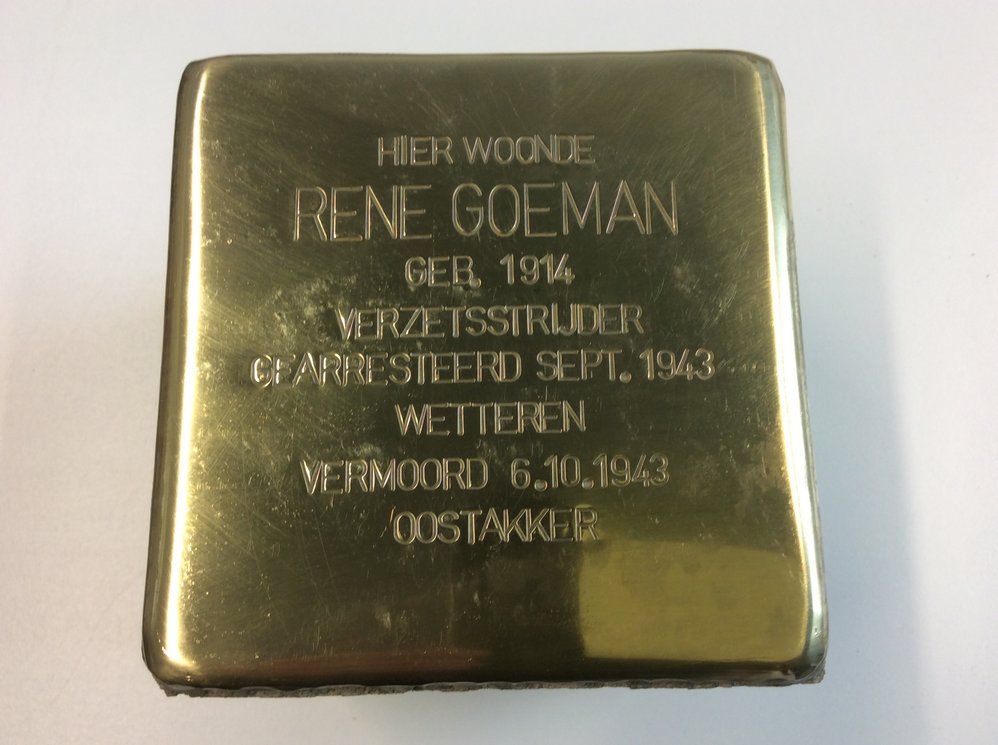 HIER WOONDE
RENE GOEMAN
GEB. 1914
VERZETSSTRIJDER
GEARRESTEERD SEPT. 1943
WETTEREN
VERMOORD 6.10.1943
OOSTAKKER